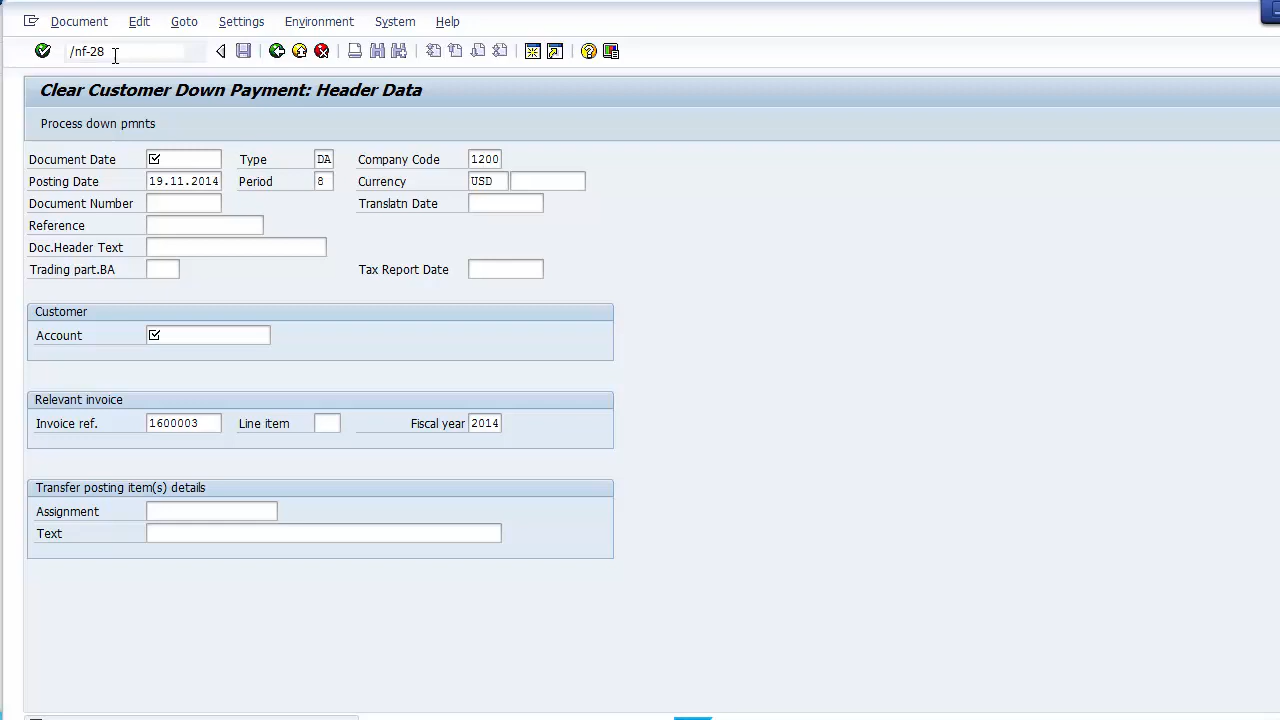 Document Edit Goto Settings Environment System Help
/nf-28
Clear Customer Down Payment: Header Data
Process down pmnts
Document Date Type DA Company Code 1200
Posting Date 19.11.2014 Period 8 Currency USD
Document Number Translatn Date
Reference
Doc.Header Text
Trading part.BA Tax Report Date
Customer
Account
Relevant invoice
Invoice ref. 1600003 Line item Fiscal year 2014
Transfer posting item(s) details
Assignment
Text